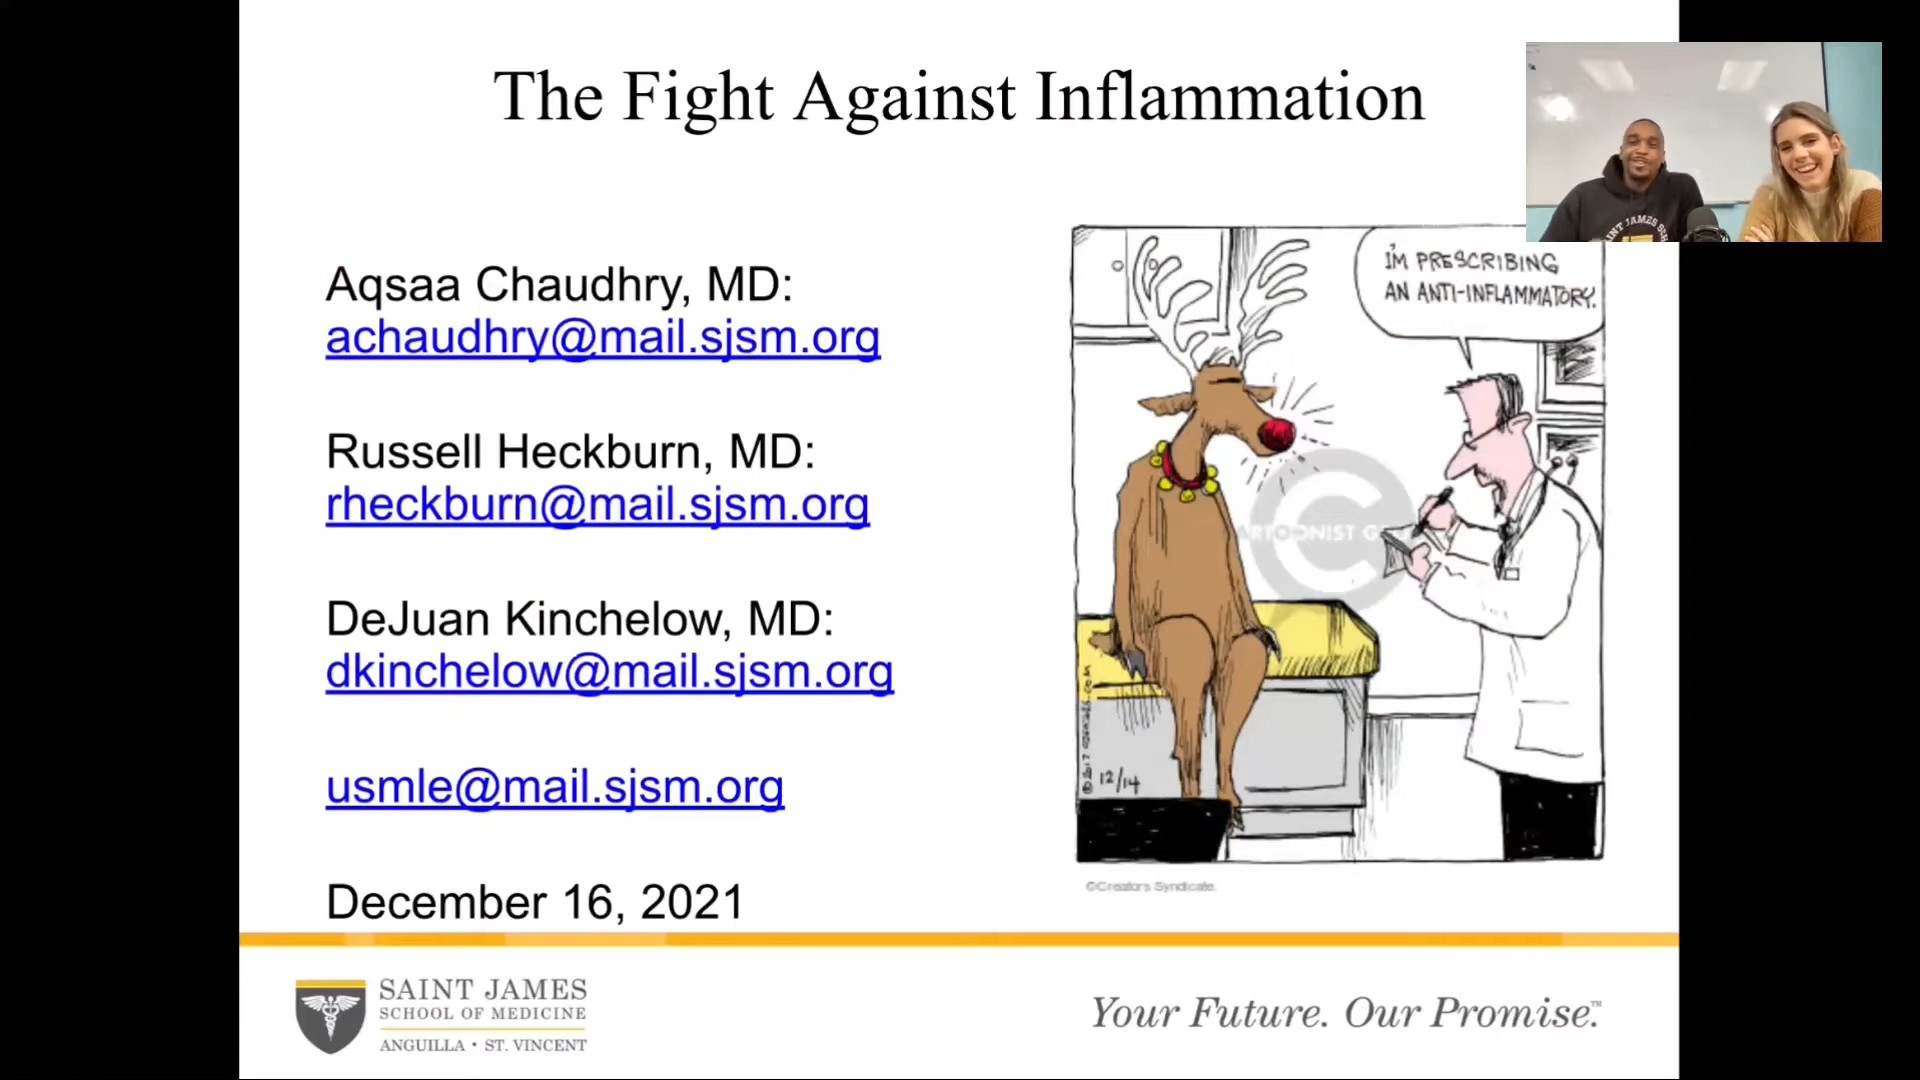 The Fight Against Inflammation
Aqsaa Chaudhry, MD:
achaudhry@mail.sjsm.org
Russell Heckburn, MD:
rheckburn@mail.sjsm.org
DeJuan Kinchelow, MD:
dkinchelow@mail.sjsm.org
usmle@mail.sjsm.org
December 16, 2021
I'M PRESCRIBING
AN ANTI-INFLAMMATORY.
12/14
©Creators Syndicate.
SAINT JAMES
SCHOOL OF MEDICINE
ANGUILLA • ST. VINCENT
Your Future. Our Promise.™